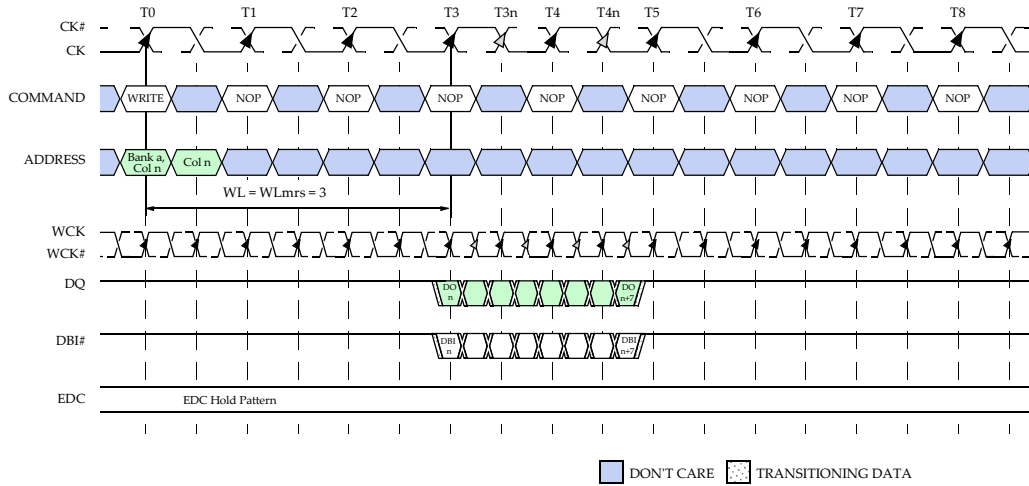 T0 T1 T2 T3 T3n T4 T4n T5 T6 T7 T8
CK#
CK
COMMAND WRITE NOP NOP NOP NOP NOP NOP NOP NOP
ADDRESS Bank a, Col n
Col n
WL = WLmrs = 3
WCK
WCK#
DQ DO n DO n+7
DBI# DBI n DBI n+7
EDC EDC Hold Pattern
DON'T CARE TRANSITIONING DATA